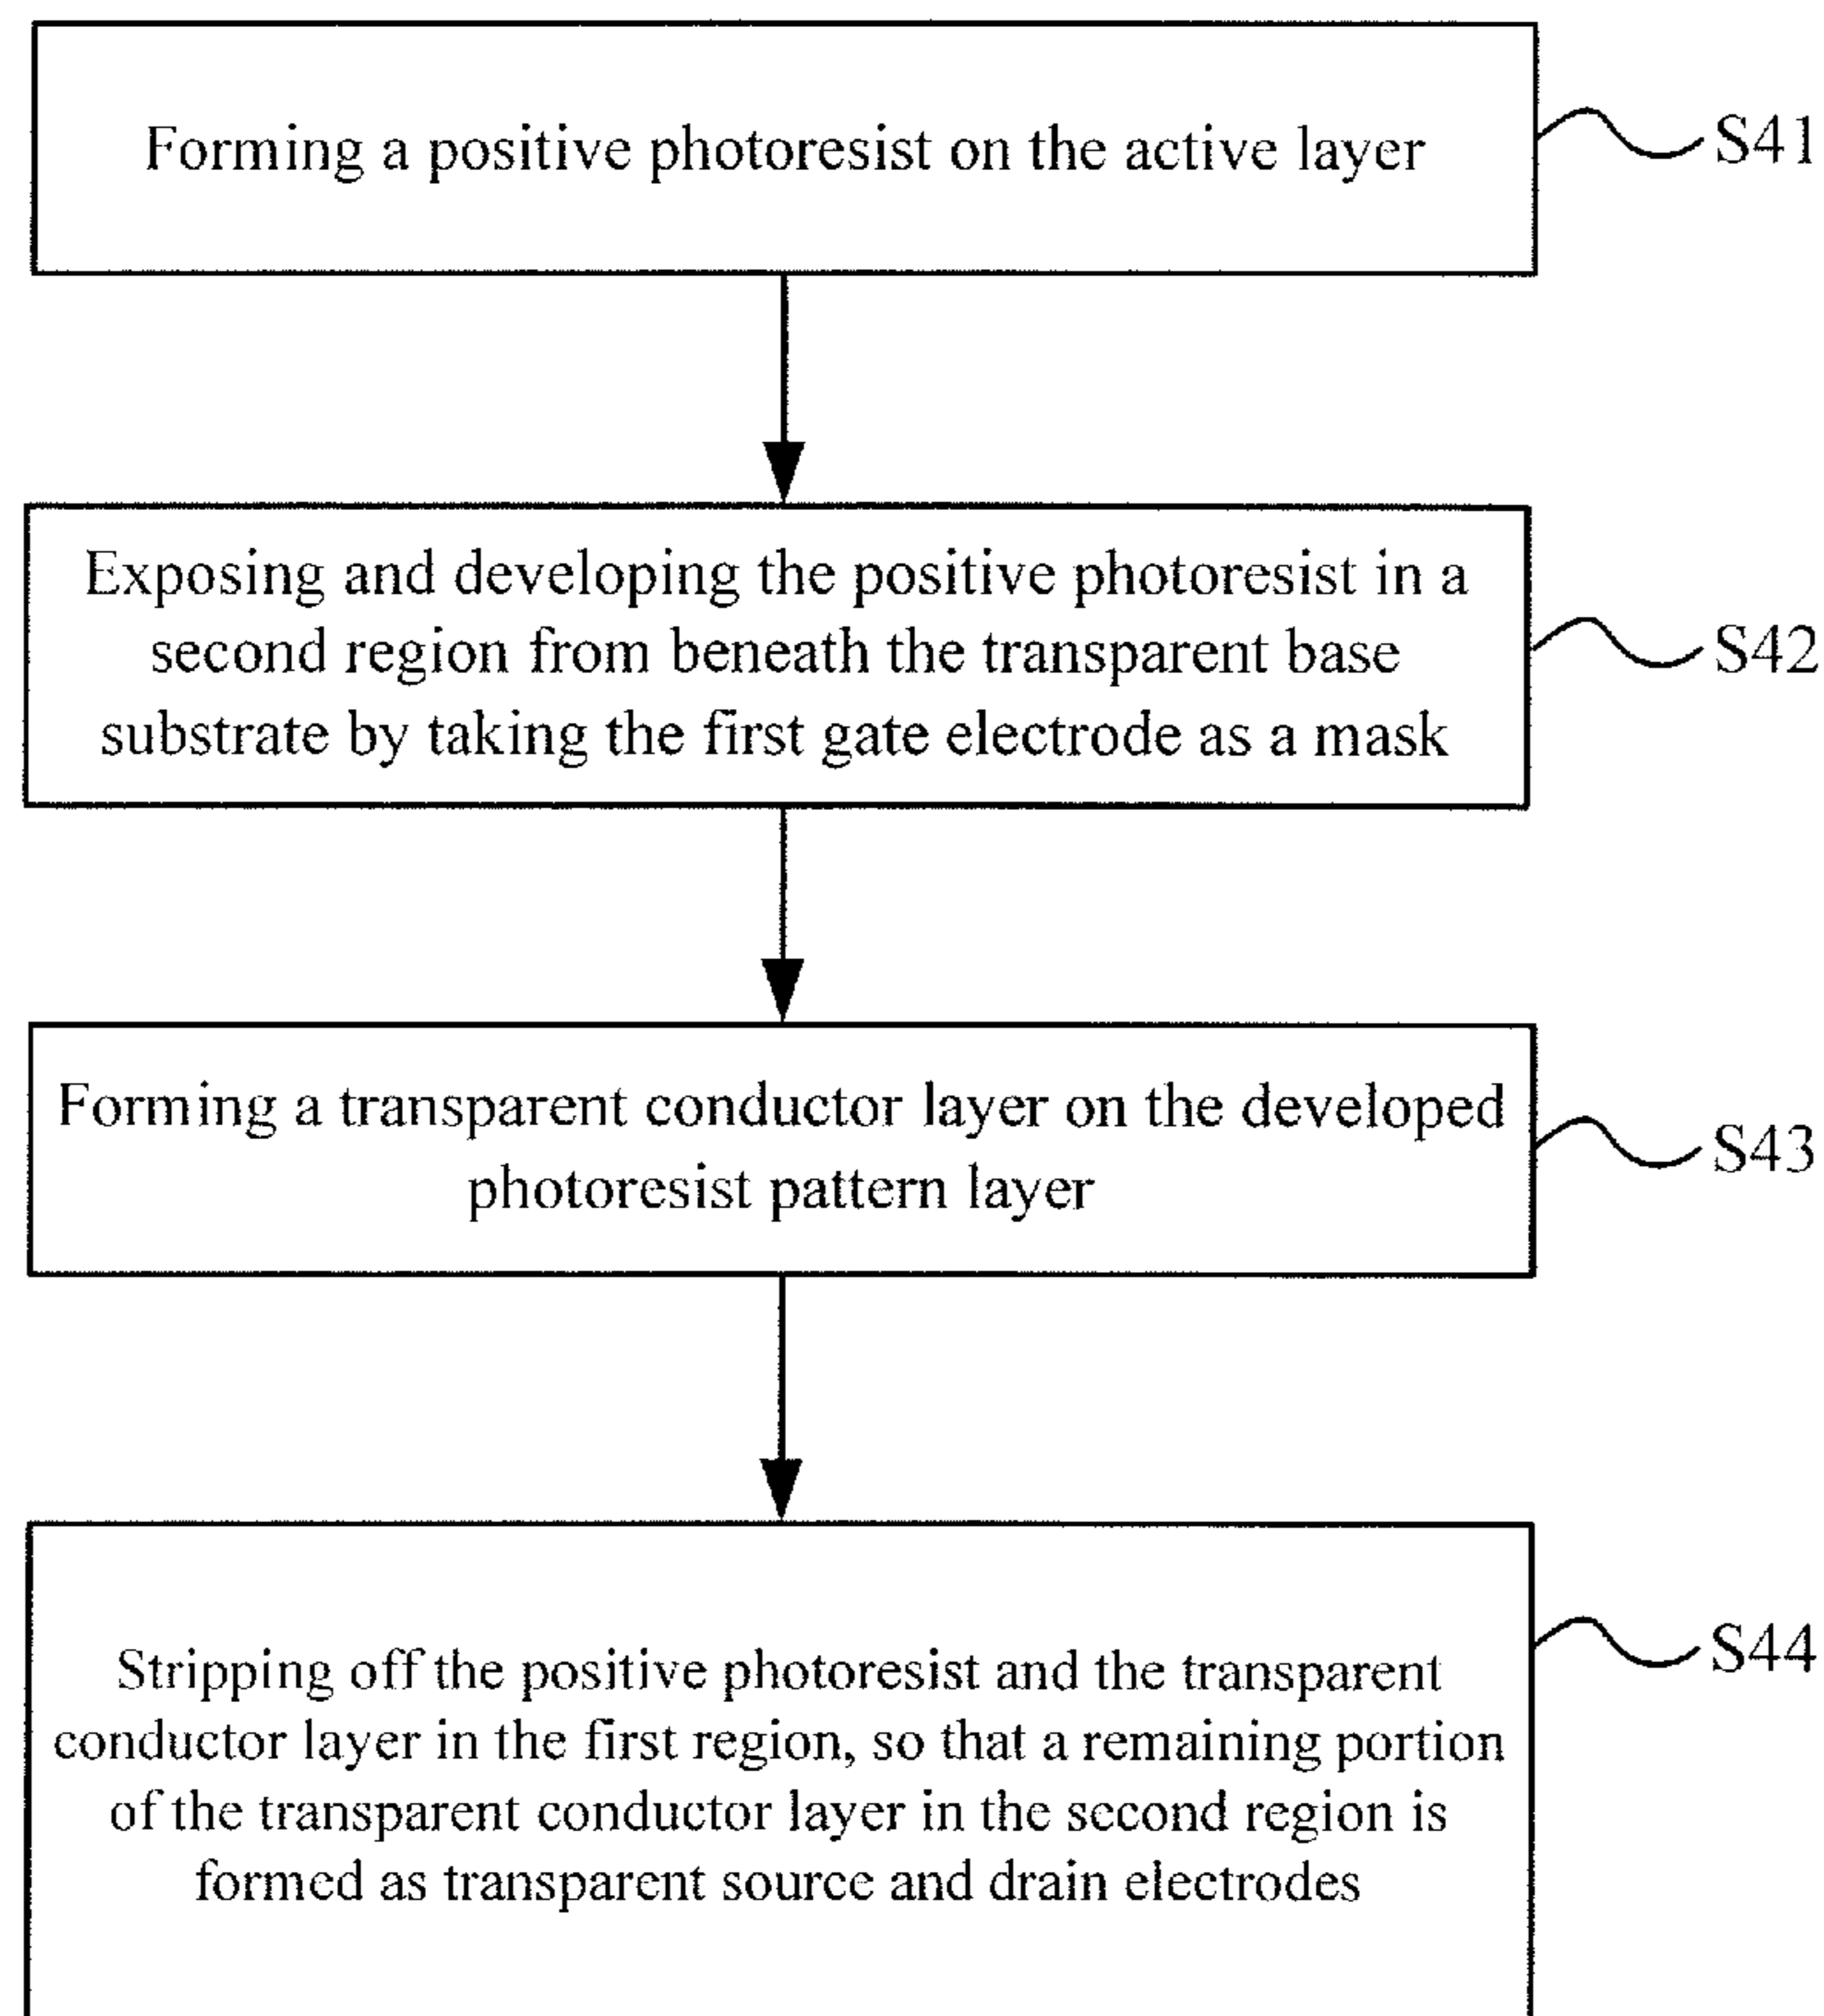 Forming a positive photoresist on the active layer
S41
Exposing and developing the positive photoresist in a
second region from beneath the transparent base
substrate by taking the first gate electrode as a mask
S42
Forming a transparent conductor layer on the developed
photoresist pattern layer
S43
Stripping off the positive photoresist and the transparent
conductor layer in the first region, so that a remaining portion
of the transparent conductor layer in the second region is
formed as transparent source and drain electrodes
S44